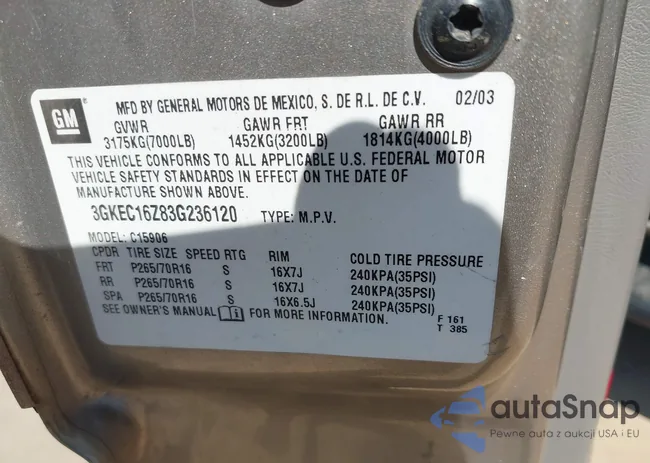 GM
MFD BY GENERAL MOTORS DE MEXICO, S. DE R.L. DE C.V. 02/03
GVWR GAWR FRT GAWR RR
3175KG(7000LB) 1452KG(3200LB) 1814KG(4000LB)
THIS VEHICLE CONFORMS TO ALL APPLICABLE U.S. FEDERAL MOTOR
VEHICLE SAFETY STANDARDS IN EFFECT ON THE DATE OF
MANUFACTURE SHOWN ABOVE.
3GKEC16Z83G236120 TYPE: M.P.V.
MODEL: C15906
CPDR TIRE SIZE SPEED RTG RIM COLD TIRE PRESSURE
FRT P265/70R16 S 16X7J 240KPA(35PSI)
RR P265/70R16 S 16X7J 240KPA(35PSI)
SPA P265/70R16 S 16X6.5J 240KPA(35PSI)
SEE OWNER'S MANUAL FOR MORE INFORMATION.
F 161
T 385
autaSnap
Pewne auta z aukcji USA i EU